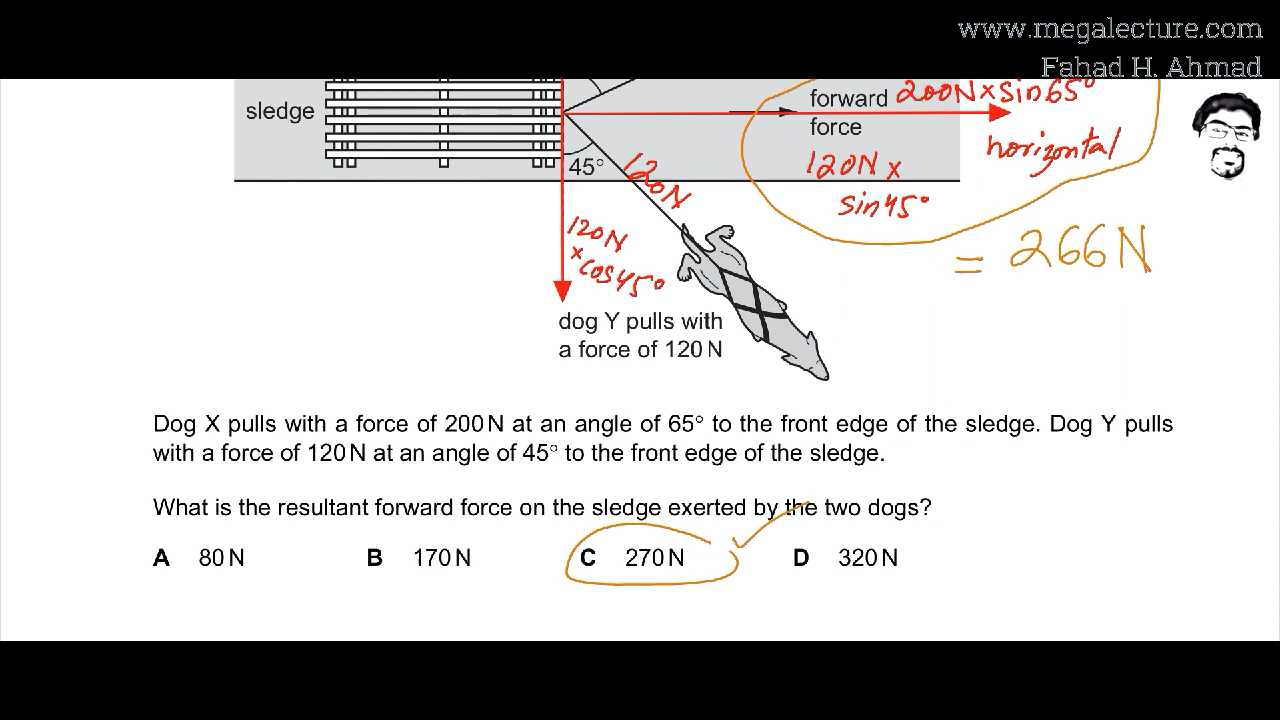 www.megalecture.com
Fahad H. Ahmad
sledge
forward
force
200N×sin65°
horizontal
45°
120N
120N ×
sin45°
120N
×cos45°
= 266N
dog Y pulls with
a force of 120 N
Dog X pulls with a force of 200 N at an angle of 65° to the front edge of the sledge. Dog Y pulls
with a force of 120 N at an angle of 45° to the front edge of the sledge.
What is the resultant forward force on the sledge exerted by the two dogs?
A 80 N B 170 N C 270 N D 320 N